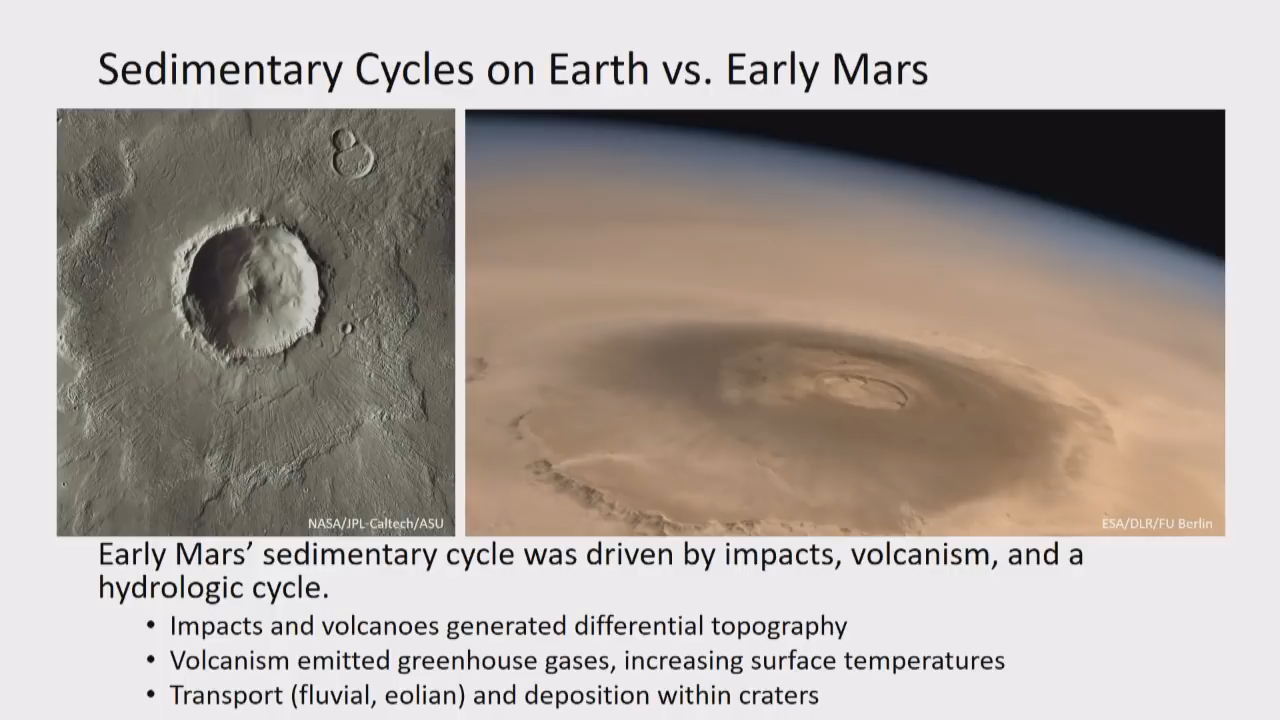 Sedimentary Cycles on Earth vs. Early Mars
NASA/JPL-Caltech/ASU
ESA/DLR/FU Berlin
Early Mars’ sedimentary cycle was driven by impacts, volcanism, and a
hydrologic cycle.
• Impacts and volcanoes generated differential topography
• Volcanism emitted greenhouse gases, increasing surface temperatures
• Transport (fluvial, eolian) and deposition within craters